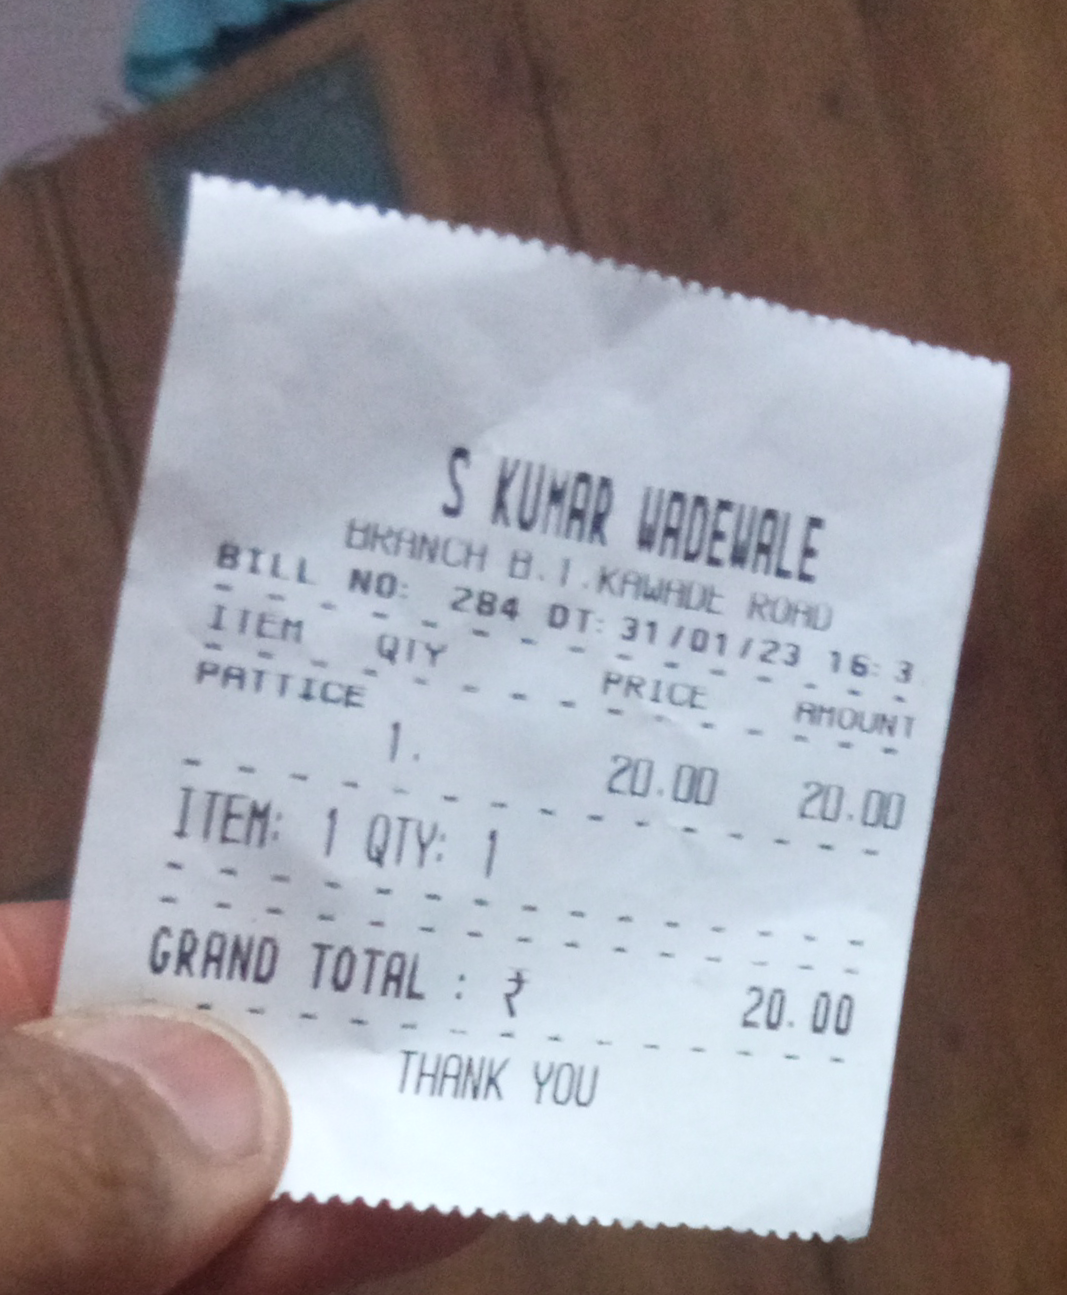 S KUMAR WADEWALE
BRANCH B.T.KAWADE ROAD
BILL NO: 284 DT: 31/01/23 16:3
ITEM QTY PRICE AMOUNT
PATTICE
1. 20.00 20.00
ITEM: 1 QTY: 1
GRAND TOTAL : ₹ 20.00
THANK YOU